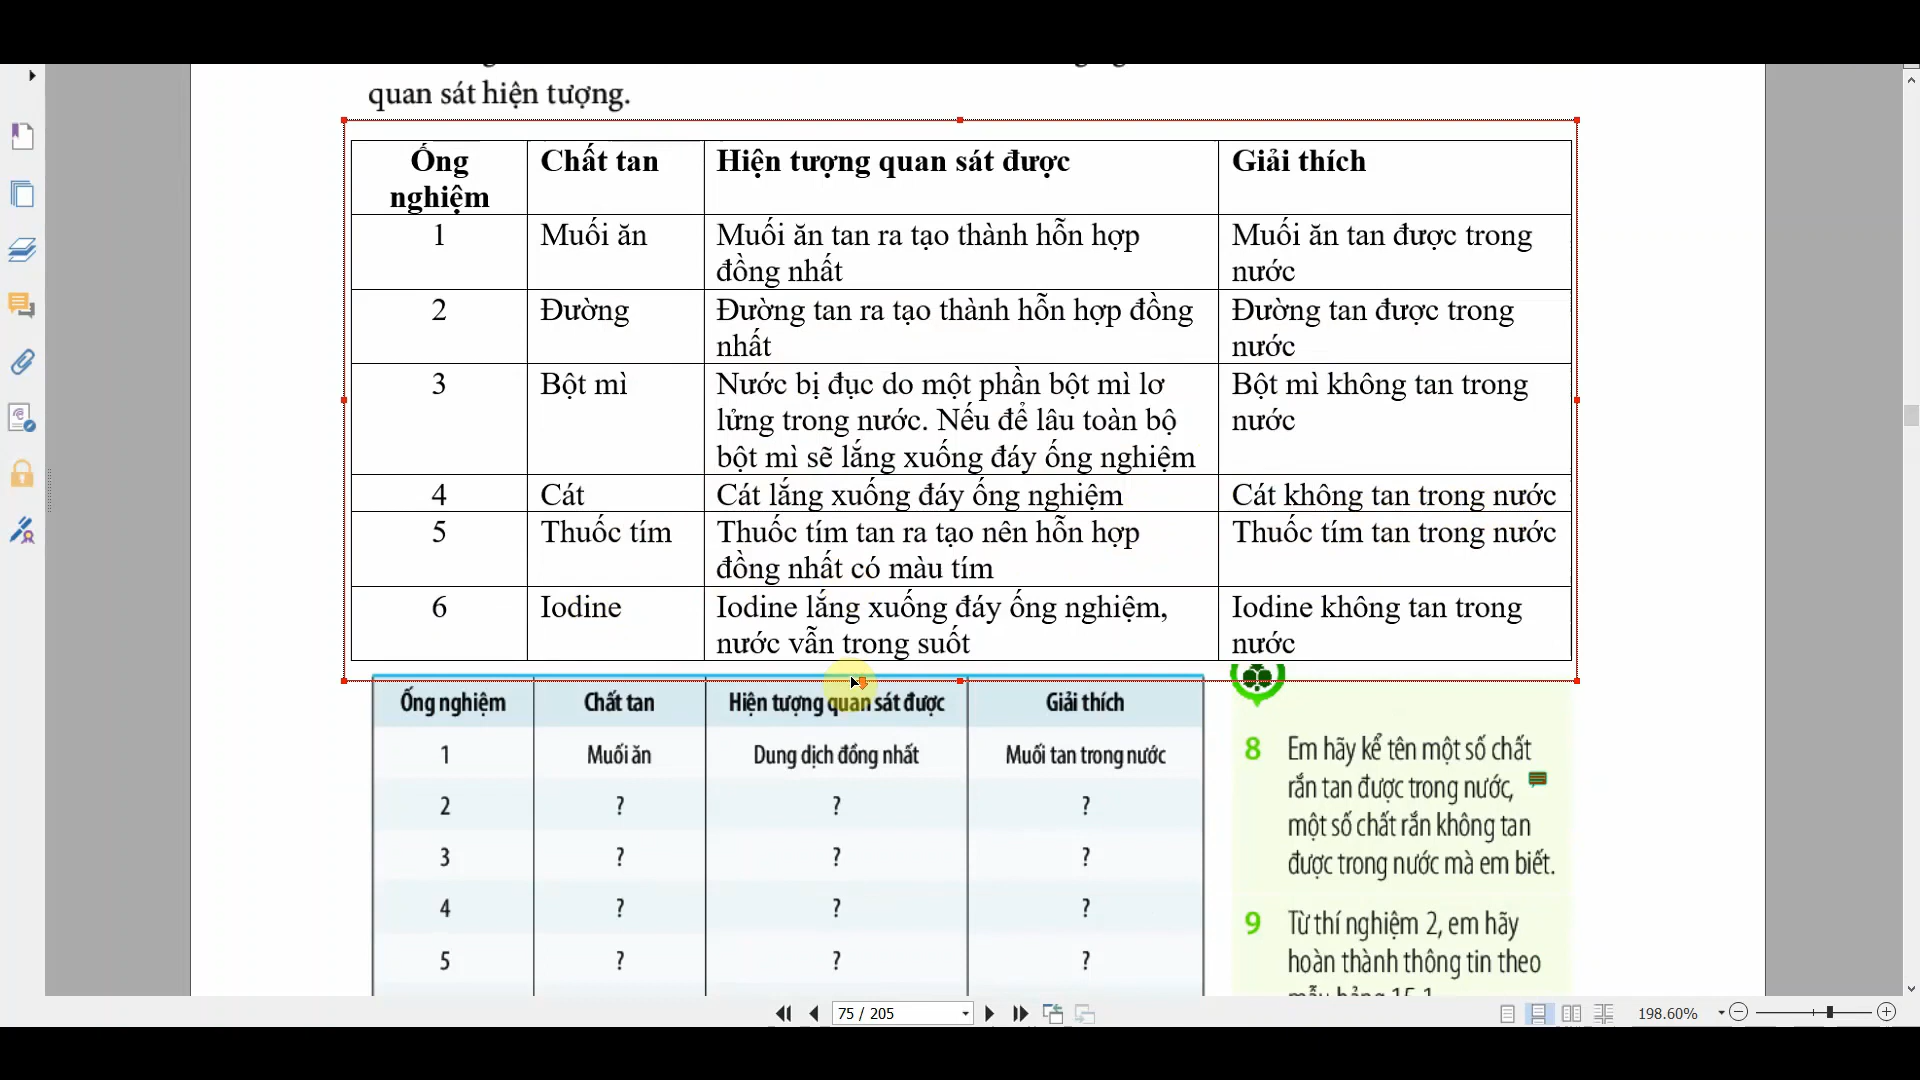 quan sát hiện tượng.
Ống nghiệm Chất tan Hiện tượng quan sát được Giải thích
1 Muối ăn Muối ăn tan ra tạo thành hỗn hợp đồng nhất Muối ăn tan được trong nước
2 Đường Đường tan ra tạo thành hỗn hợp đồng nhất Đường tan được trong nước
3 Bột mì Nước bị đục do một phần bột mì lơ lửng trong nước. Nếu để lâu toàn bộ bột mì sẽ lắng xuống đáy ống nghiệm Bột mì không tan trong nước
4 Cát Cát lắng xuống đáy ống nghiệm Cát không tan trong nước
5 Thuốc tím Thuốc tím tan ra tạo nên hỗn hợp đồng nhất có màu tím Thuốc tím tan trong nước
6 Iodine Iodine lắng xuống đáy ống nghiệm, nước vẫn trong suốt Iodine không tan trong nước
Ống nghiệm Chất tan Hiện tượng quan sát được Giải thích
1 Muối ăn Dung dịch đồng nhất Muối tan trong nước
2 ? ? ?
3 ? ? ?
4 ? ? ?
5 ? ? ?
8 Em hãy kể tên một số chất
rắn tan được trong nước,
một số chất rắn không tan
được trong nước mà em biết.
9 Từ thí nghiệm 2, em hãy
hoàn thành thông tin theo
mẫu bảng 15.1
75 / 205
198.60%